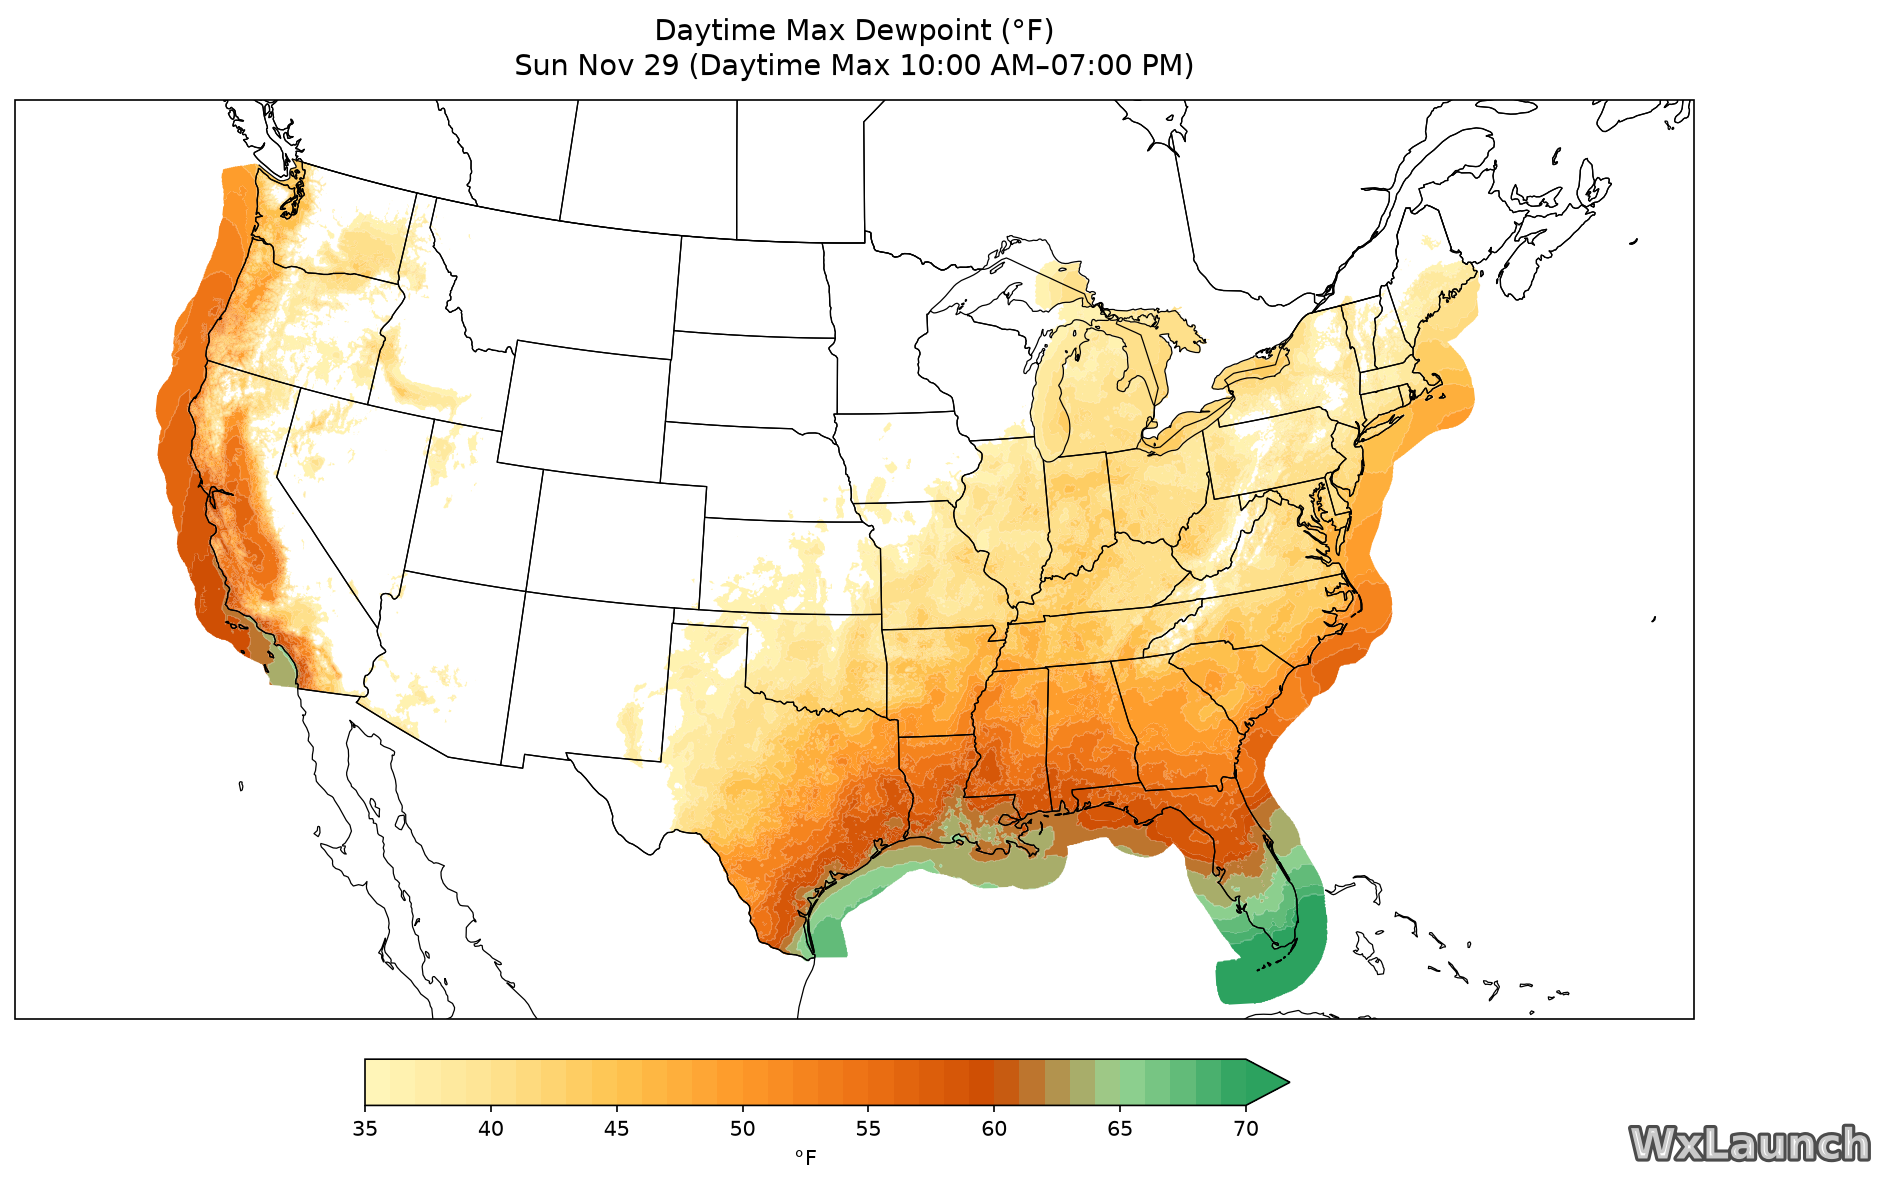 Daytime Max Dewpoint (°F)
Sun Nov 29 (Daytime Max 10:00 AM–07:00 PM)
35 40 45 50 55 60 65 70
°F
WxLaunch